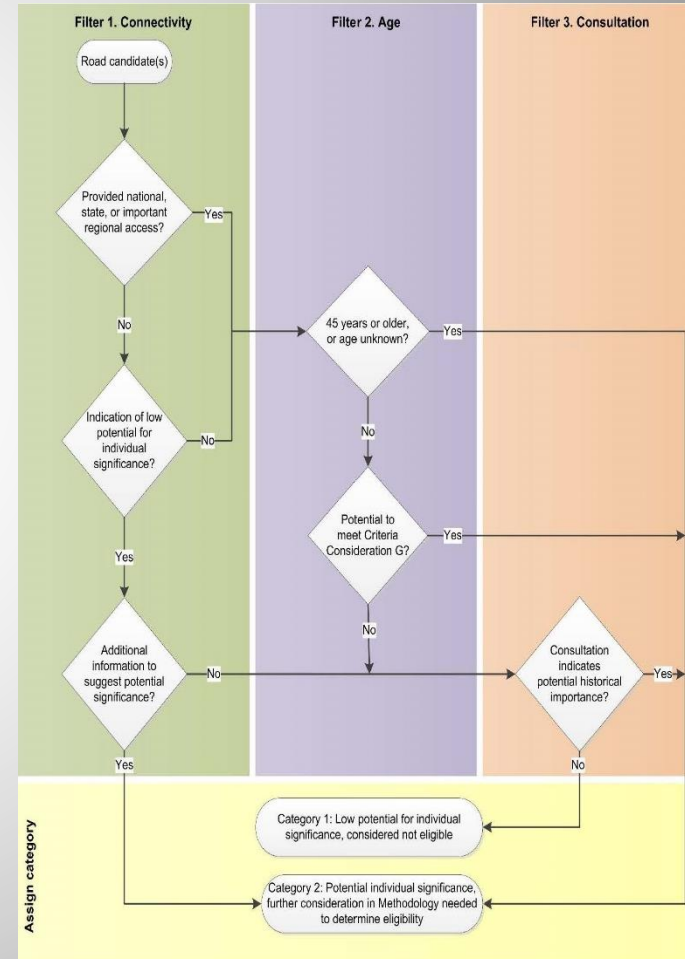 Filter 1. Connectivity
Filter 2. Age
Filter 3. Consultation
Road candidate(s)
Provided national,
state, or important
regional access?
Yes
No
Indication of low
potential for
individual
significance?
No
Yes
Additional
information to
suggest potential
significance?
No
Yes
45 years or older,
or age unknown?
Yes
No
Potential to
meet Criteria
Consideration G?
Yes
No
Consultation
indicates
potential historical
importance?
Yes
No
Assign category
Category 1: Low potential for individual
significance, considered not eligible
Category 2: Potential individual significance,
further consideration in Methodology needed
to determine eligibility